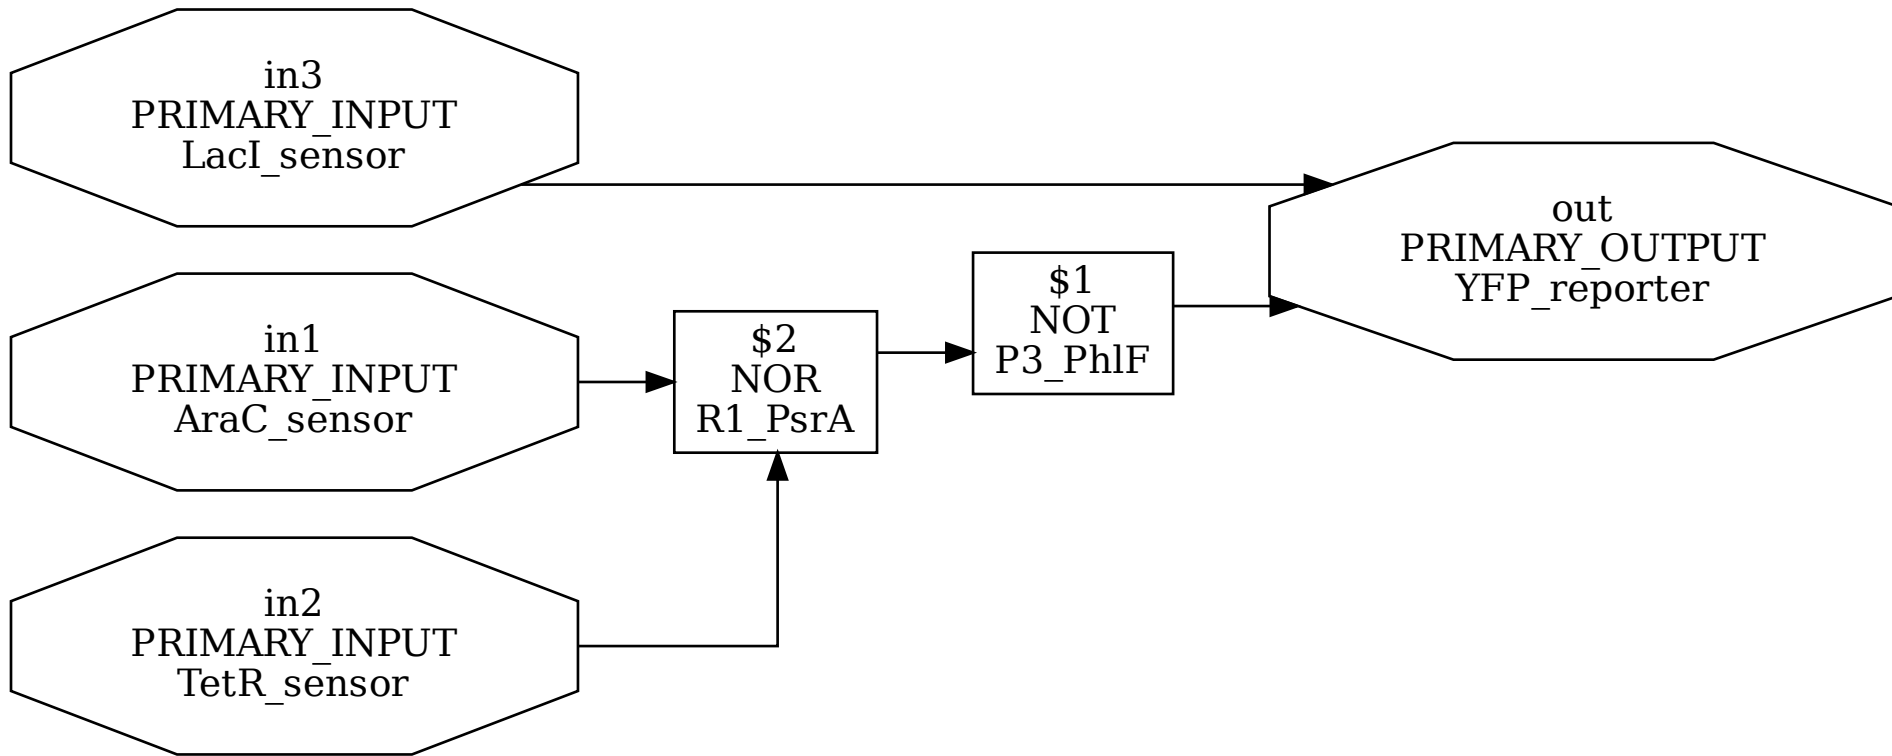 in3
PRIMARY_INPUT
LacI_sensor
in1
PRIMARY_INPUT
AraC_sensor
in2
PRIMARY_INPUT
TetR_sensor
$2
NOR
R1_PsrA
$1
NOT
P3_PhlF
out
PRIMARY_OUTPUT
YFP_reporter